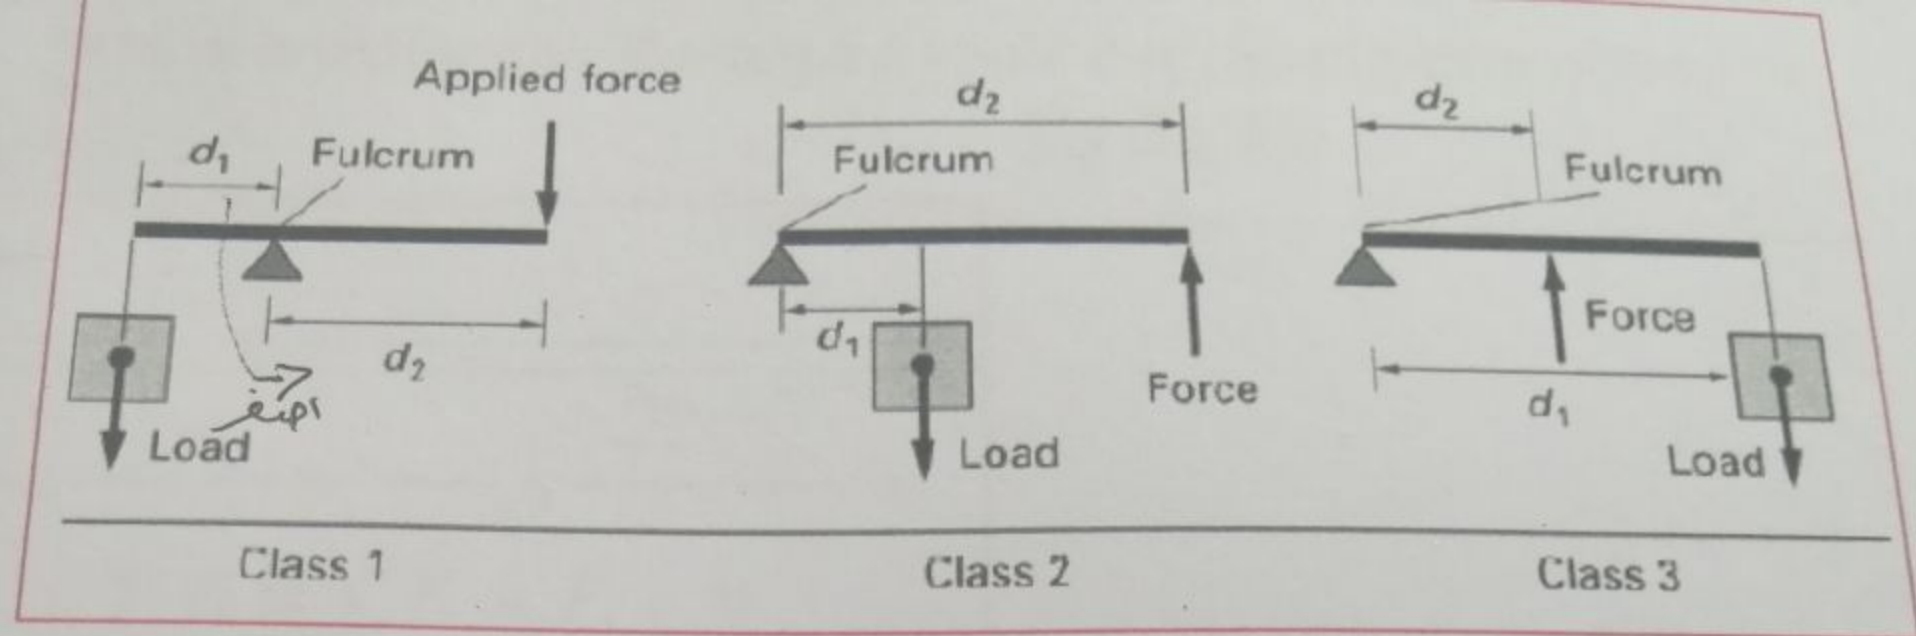 Applied force
d₁
Fulcrum
d₂
Load
d₂
Fulcrum
d₁
Force
Load
d₂
Fulcrum
Force
d₁
Load
Class 1
Class 2
Class 3